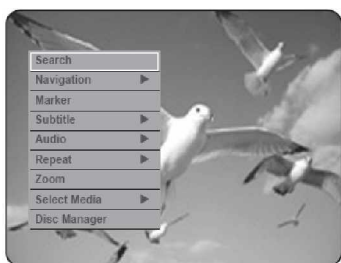 Search
Navigation
Marker
Subtitle
Audio
Repeat
Zoom
Select Media
Disc Manager